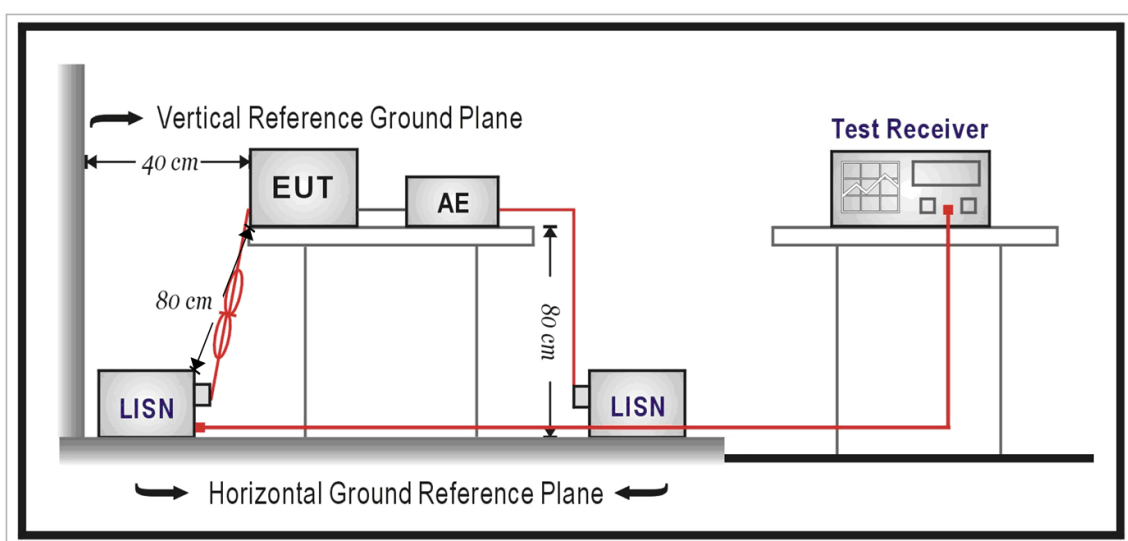 Vertical Reference Ground Plane
Test Receiver
40 cm
EUT
AE
80 cm
80 cm
LISN
LISN
Horizontal Ground Reference Plane